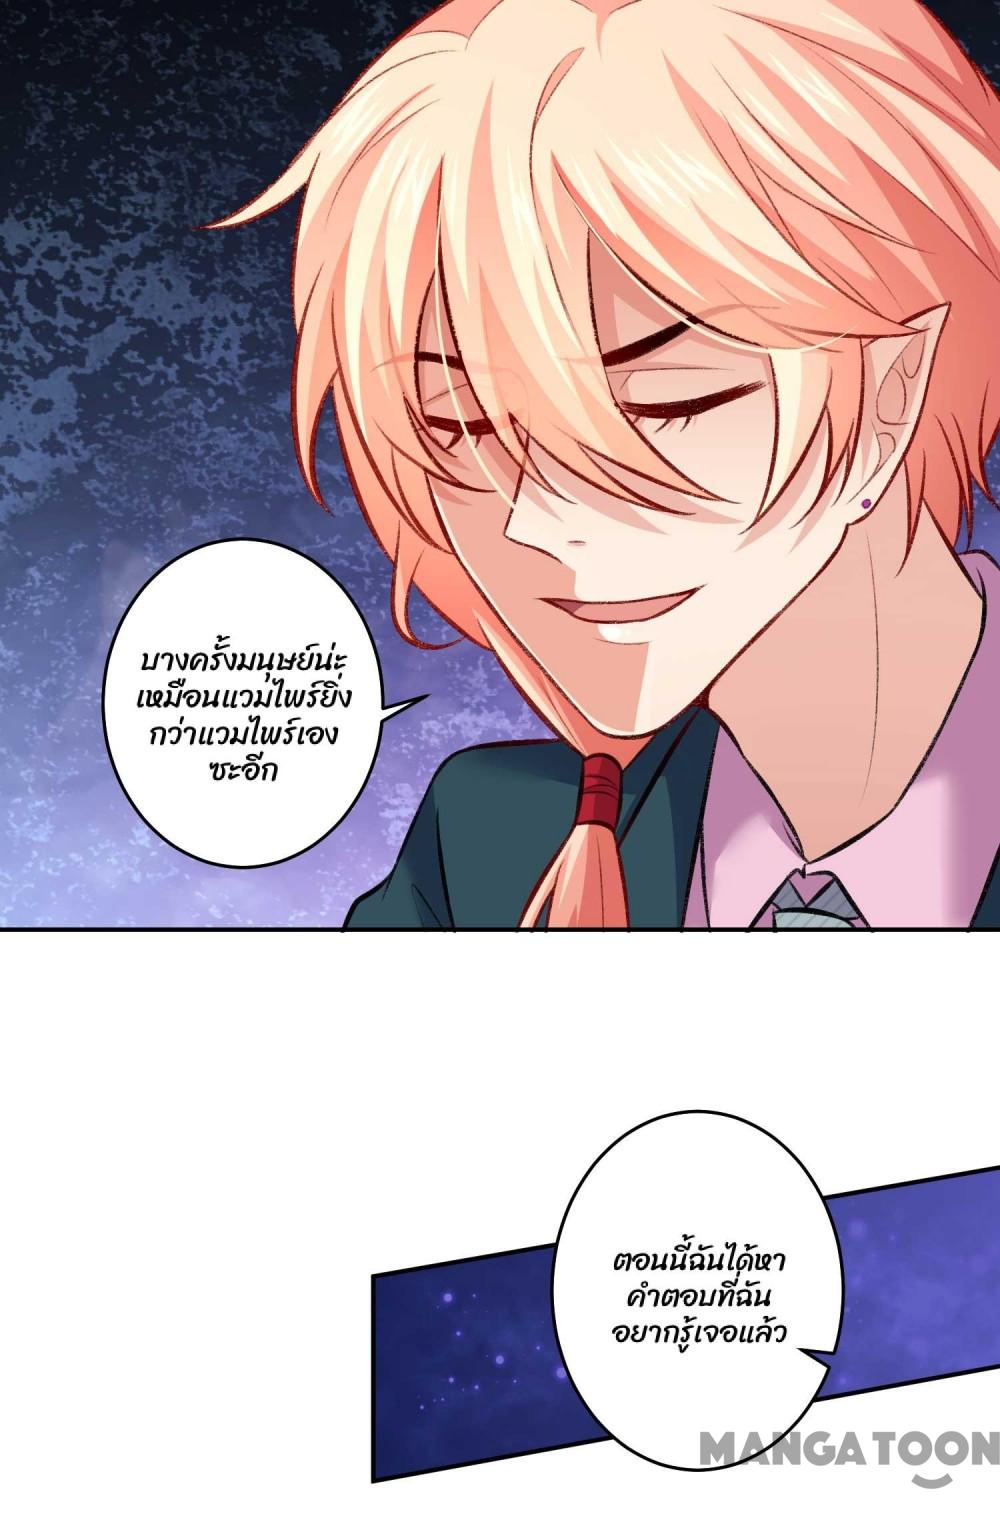 บางครั้งมนุษย์น่ะ
เหมือนแวมไพร์ยิ่ง
กว่าแวมไพร์เอง
ซะอีก
ตอนนี้ฉันได้หา
คำตอบที่ฉัน
อยากรู้เจอแล้ว
MANGATOON